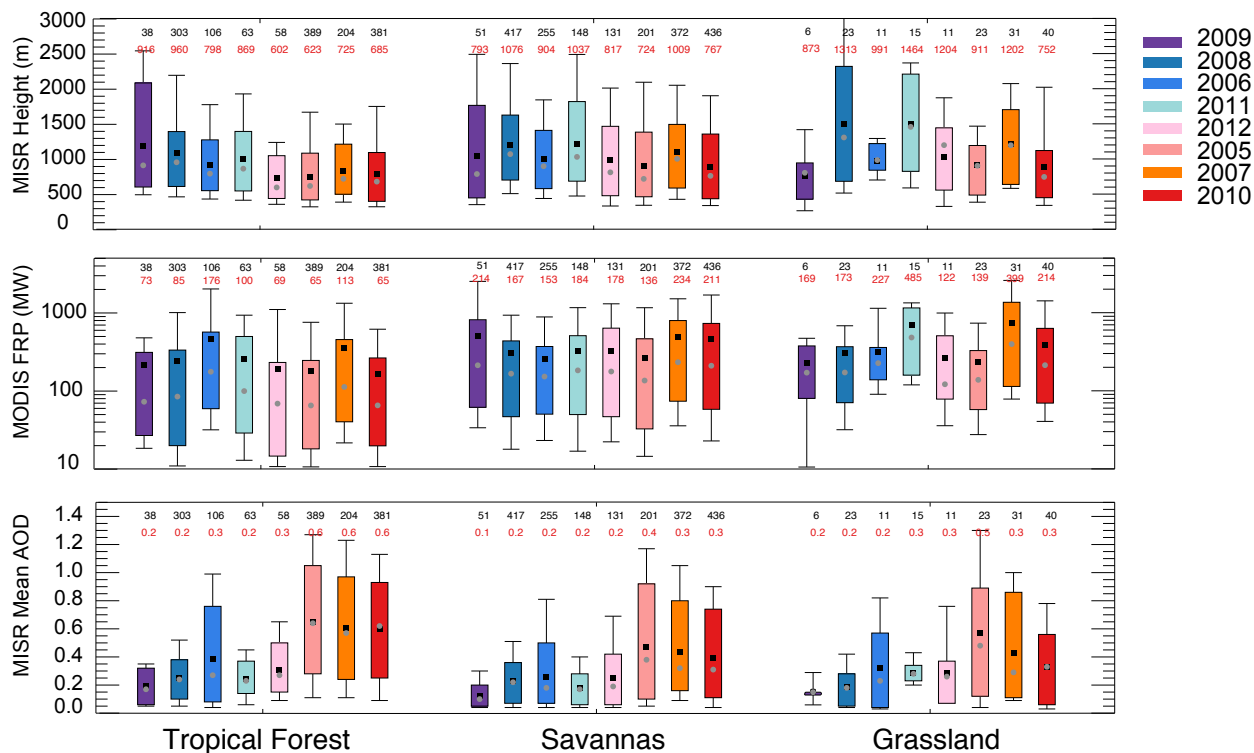 3000
38 303 106 63 58 389 204 381 51 417 255 148 131 201 372 436 6 23 11 15 11 23 31 40
916 960 798 869 602 623 725 685 793 1076 904 1037 817 724 1009 767 873 1313 991 1464 1204 911 1202 752
2500
2000
1500
1000
500
0
MISR Height (m)
2009
2008
2006
2011
2012
2005
2007
2010
38 303 106 63 58 389 204 381 51 417 255 148 131 201 372 436 6 23 11 15 11 23 31 40
73 85 176 100 69 65 113 65 214 167 153 184 178 136 234 211 169 173 227 485 122 139 399 214
1000
100
10
MODIS FRP (MW)
1.4
38 303 106 63 58 389 204 381 51 417 255 148 131 201 372 436 6 23 11 15 11 23 31 40
0.2 0.2 0.3 0.2 0.3 0.6 0.6 0.6 0.1 0.2 0.2 0.2 0.2 0.4 0.3 0.3 0.2 0.2 0.2 0.3 0.3 0.5 0.3 0.3
1.2
1.0
0.8
0.6
0.4
0.2
0.0
MISR Mean AOD
Tropical Forest Savannas Grassland